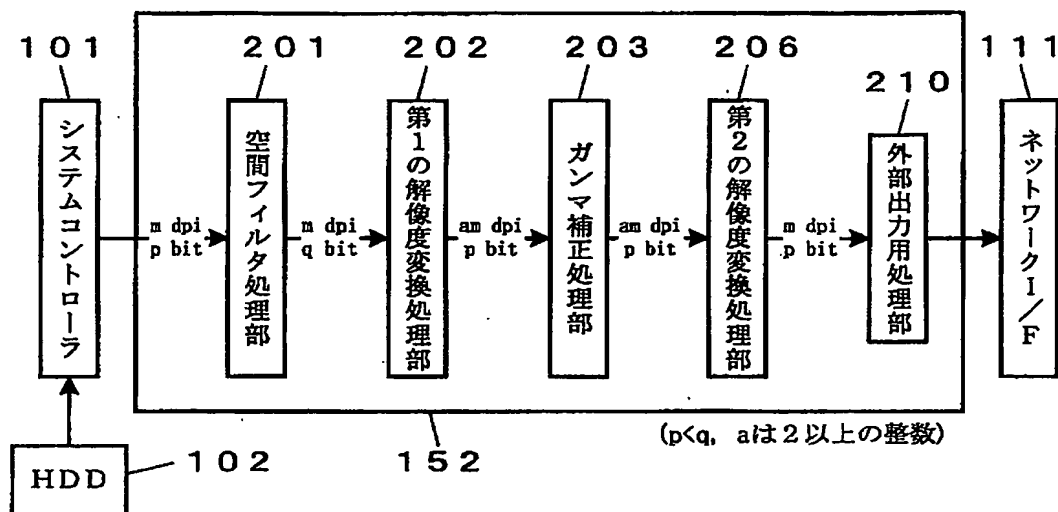 101
201
202
203
206
210
111
システムコントローラ
m dpi
p bit
空間フィルタ処理部
m dpi
q bit
第1の解像度変換処理部
am dpi
p bit
ガンマ補正処理部
am dpi
p bit
第2の解像度変換処理部
m dpi
p bit
外部出力用処理部
ネットワークI/F
(p<q, aは2以上の整数)
HDD
102
152